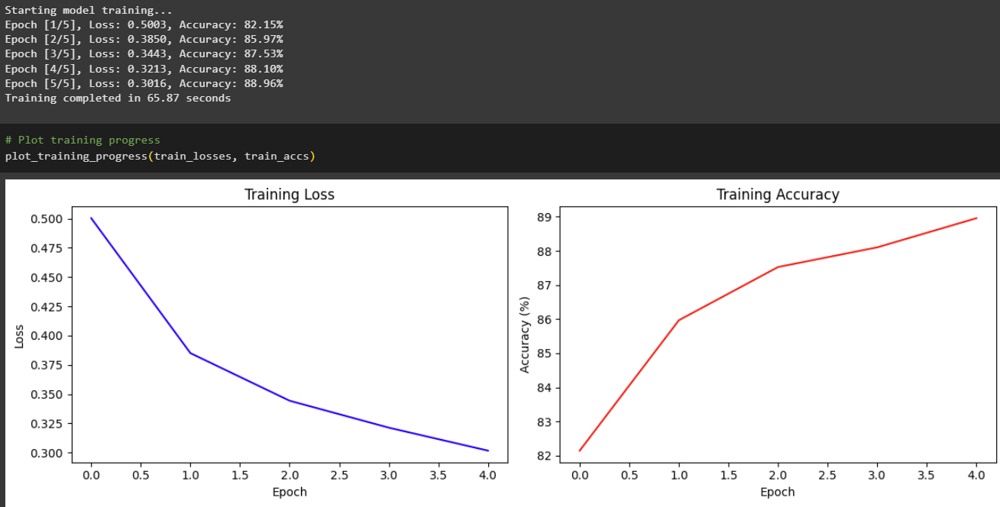 Starting model training...
Epoch [1/5], Loss: 0.5003, Accuracy: 82.15%
Epoch [2/5], Loss: 0.3850, Accuracy: 85.97%
Epoch [3/5], Loss: 0.3443, Accuracy: 87.53%
Epoch [4/5], Loss: 0.3213, Accuracy: 88.10%
Epoch [5/5], Loss: 0.3016, Accuracy: 88.96%
Training completed in 65.87 seconds
# Plot training progress
plot_training_progress(train_losses, train_accs)
Training Loss
0.500
0.475
0.450
0.425
0.400
0.375
0.350
0.325
0.300
Loss
0.0 0.5 1.0 1.5 2.0 2.5 3.0 3.5 4.0
Epoch
Training Accuracy
89
88
87
86
85
84
83
82
Accuracy (%)
0.0 0.5 1.0 1.5 2.0 2.5 3.0 3.5 4.0
Epoch